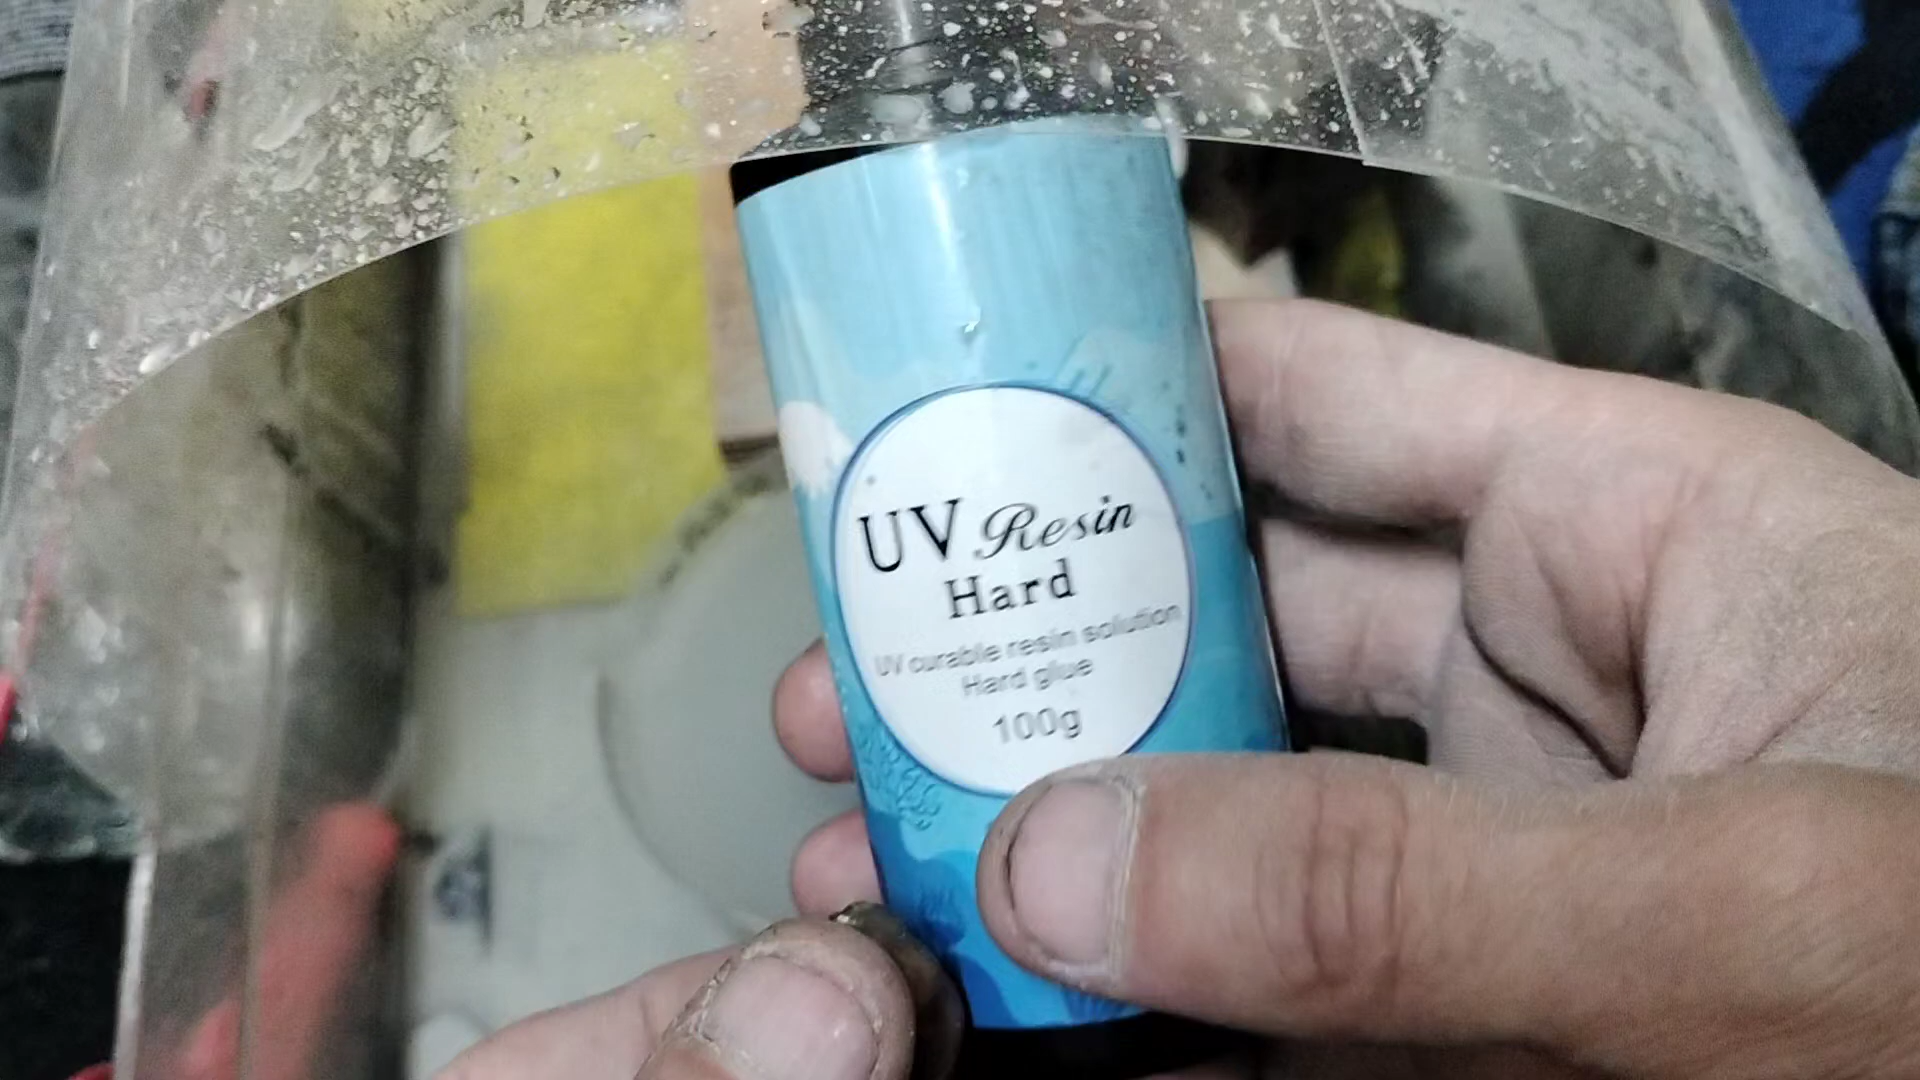 UV Resin
Hard
UV curable resin solution
Hard glue
100g